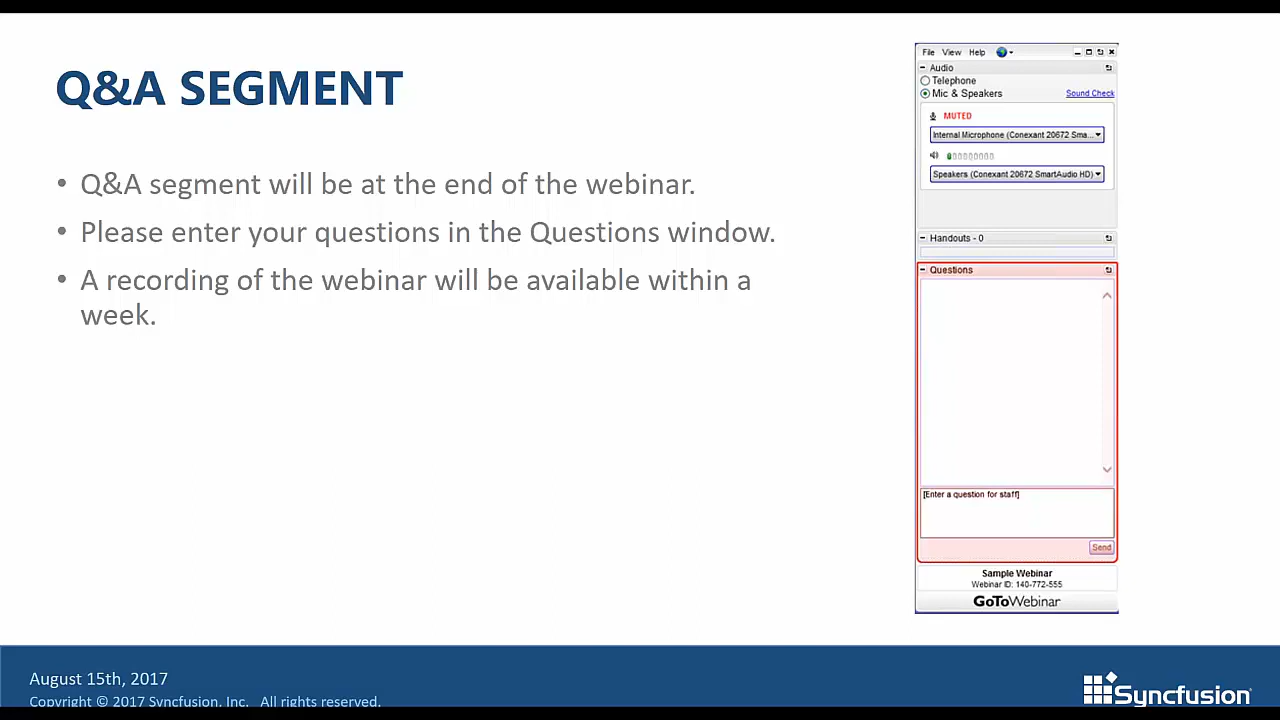 Q&A SEGMENT
• Q&A segment will be at the end of the webinar.
• Please enter your questions in the Questions window.
• A recording of the webinar will be available within a
week.
File View Help
Audio
Telephone
Mic & Speakers Sound Check
MUTED
Internal Microphone (Conexant 20672 Sma...
Speakers (Conexant 20672 SmartAudio HD)
Handouts - 0
Questions
[Enter a question for staff]
Send
Sample Webinar
Webinar ID: 140-772-555
GoToWebinar
August 15th, 2017
Copyright © 2017 Syncfusion, Inc. All rights reserved.
Syncfusion